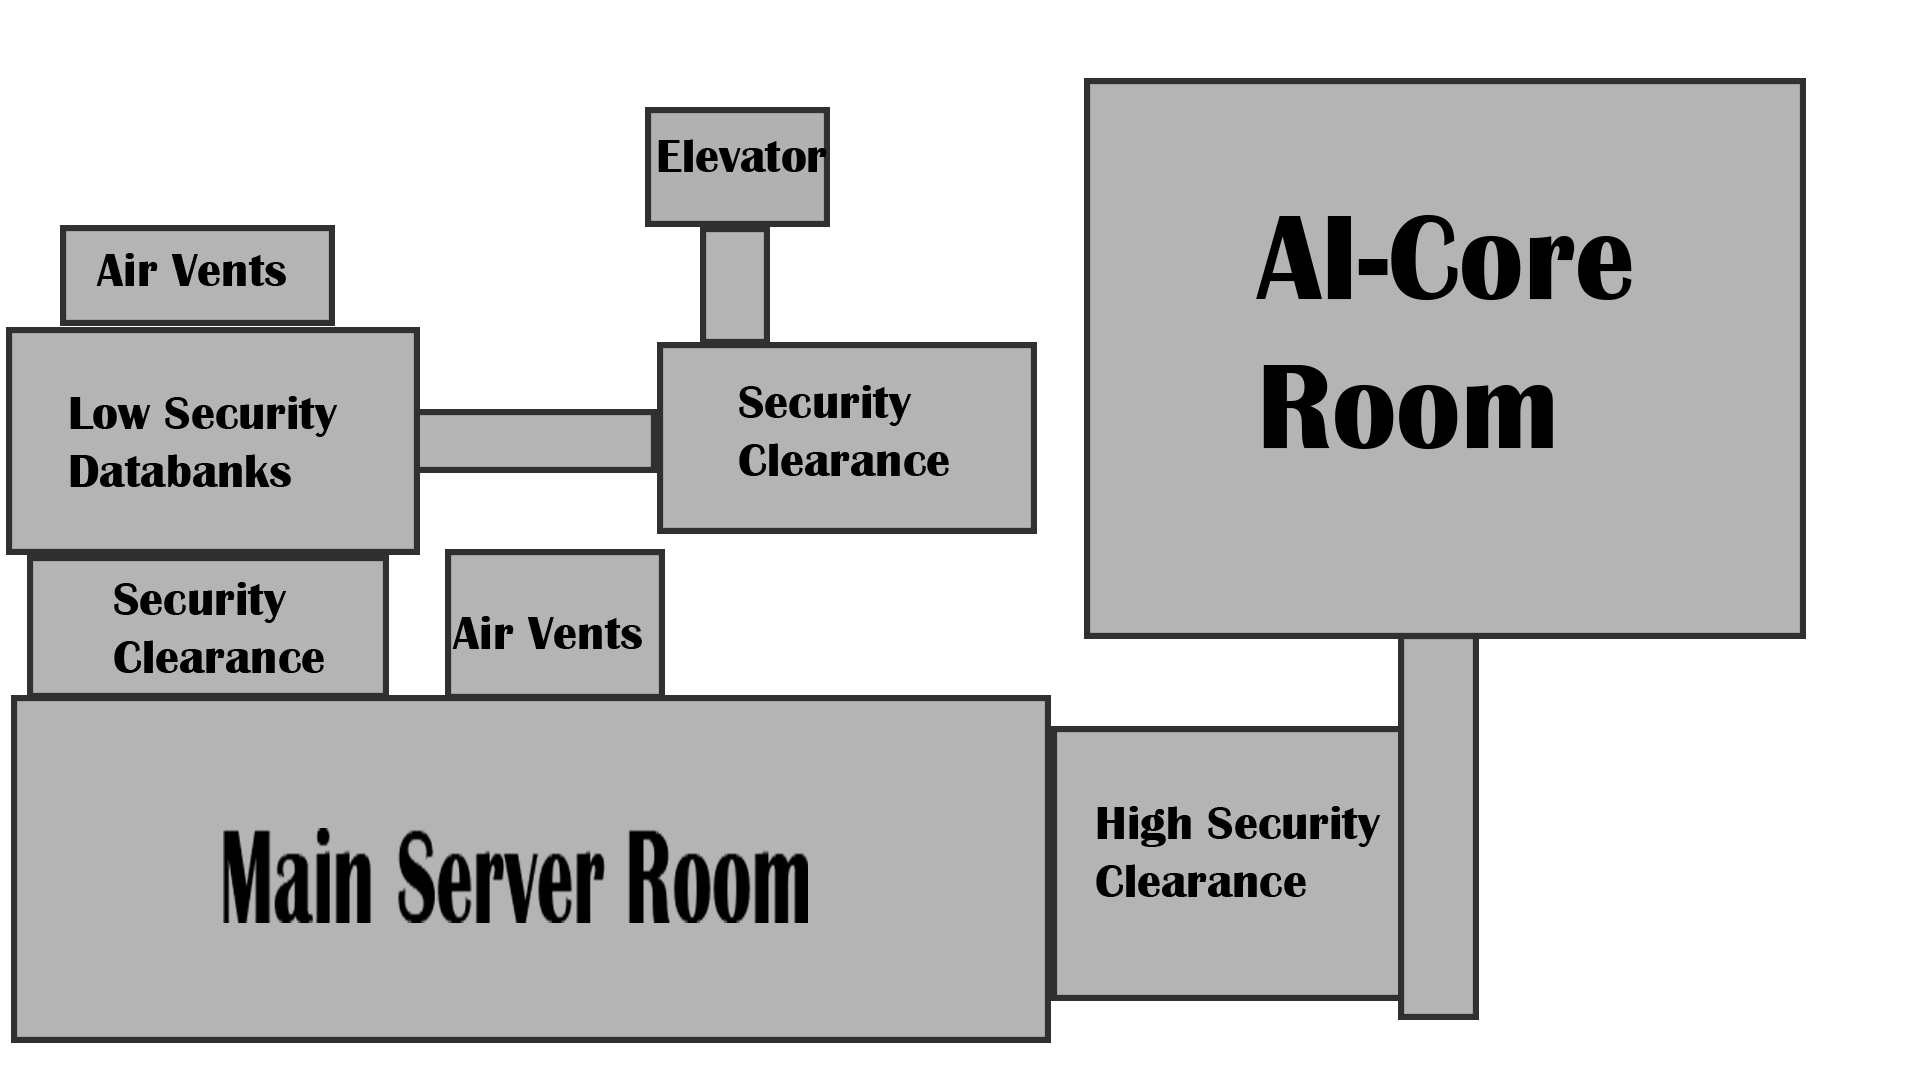 Elevator
Air Vents
Low Security
Databanks
Security
Clearance
AI-Core
Room
Security
Clearance
Air Vents
Main Server Room
High Security
Clearance